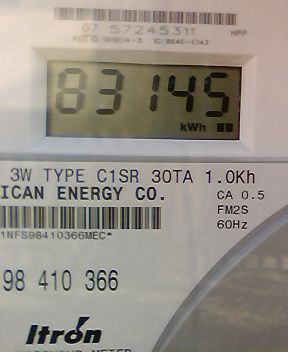 07 57245311
HPP
83145
kWh
3W TYPE C1SR 30TA 1.0Kh
ICAN ENERGY CO.
CA 0.5
FM2S
60Hz
1NFS98410366MEC*
98 410 366
Itron